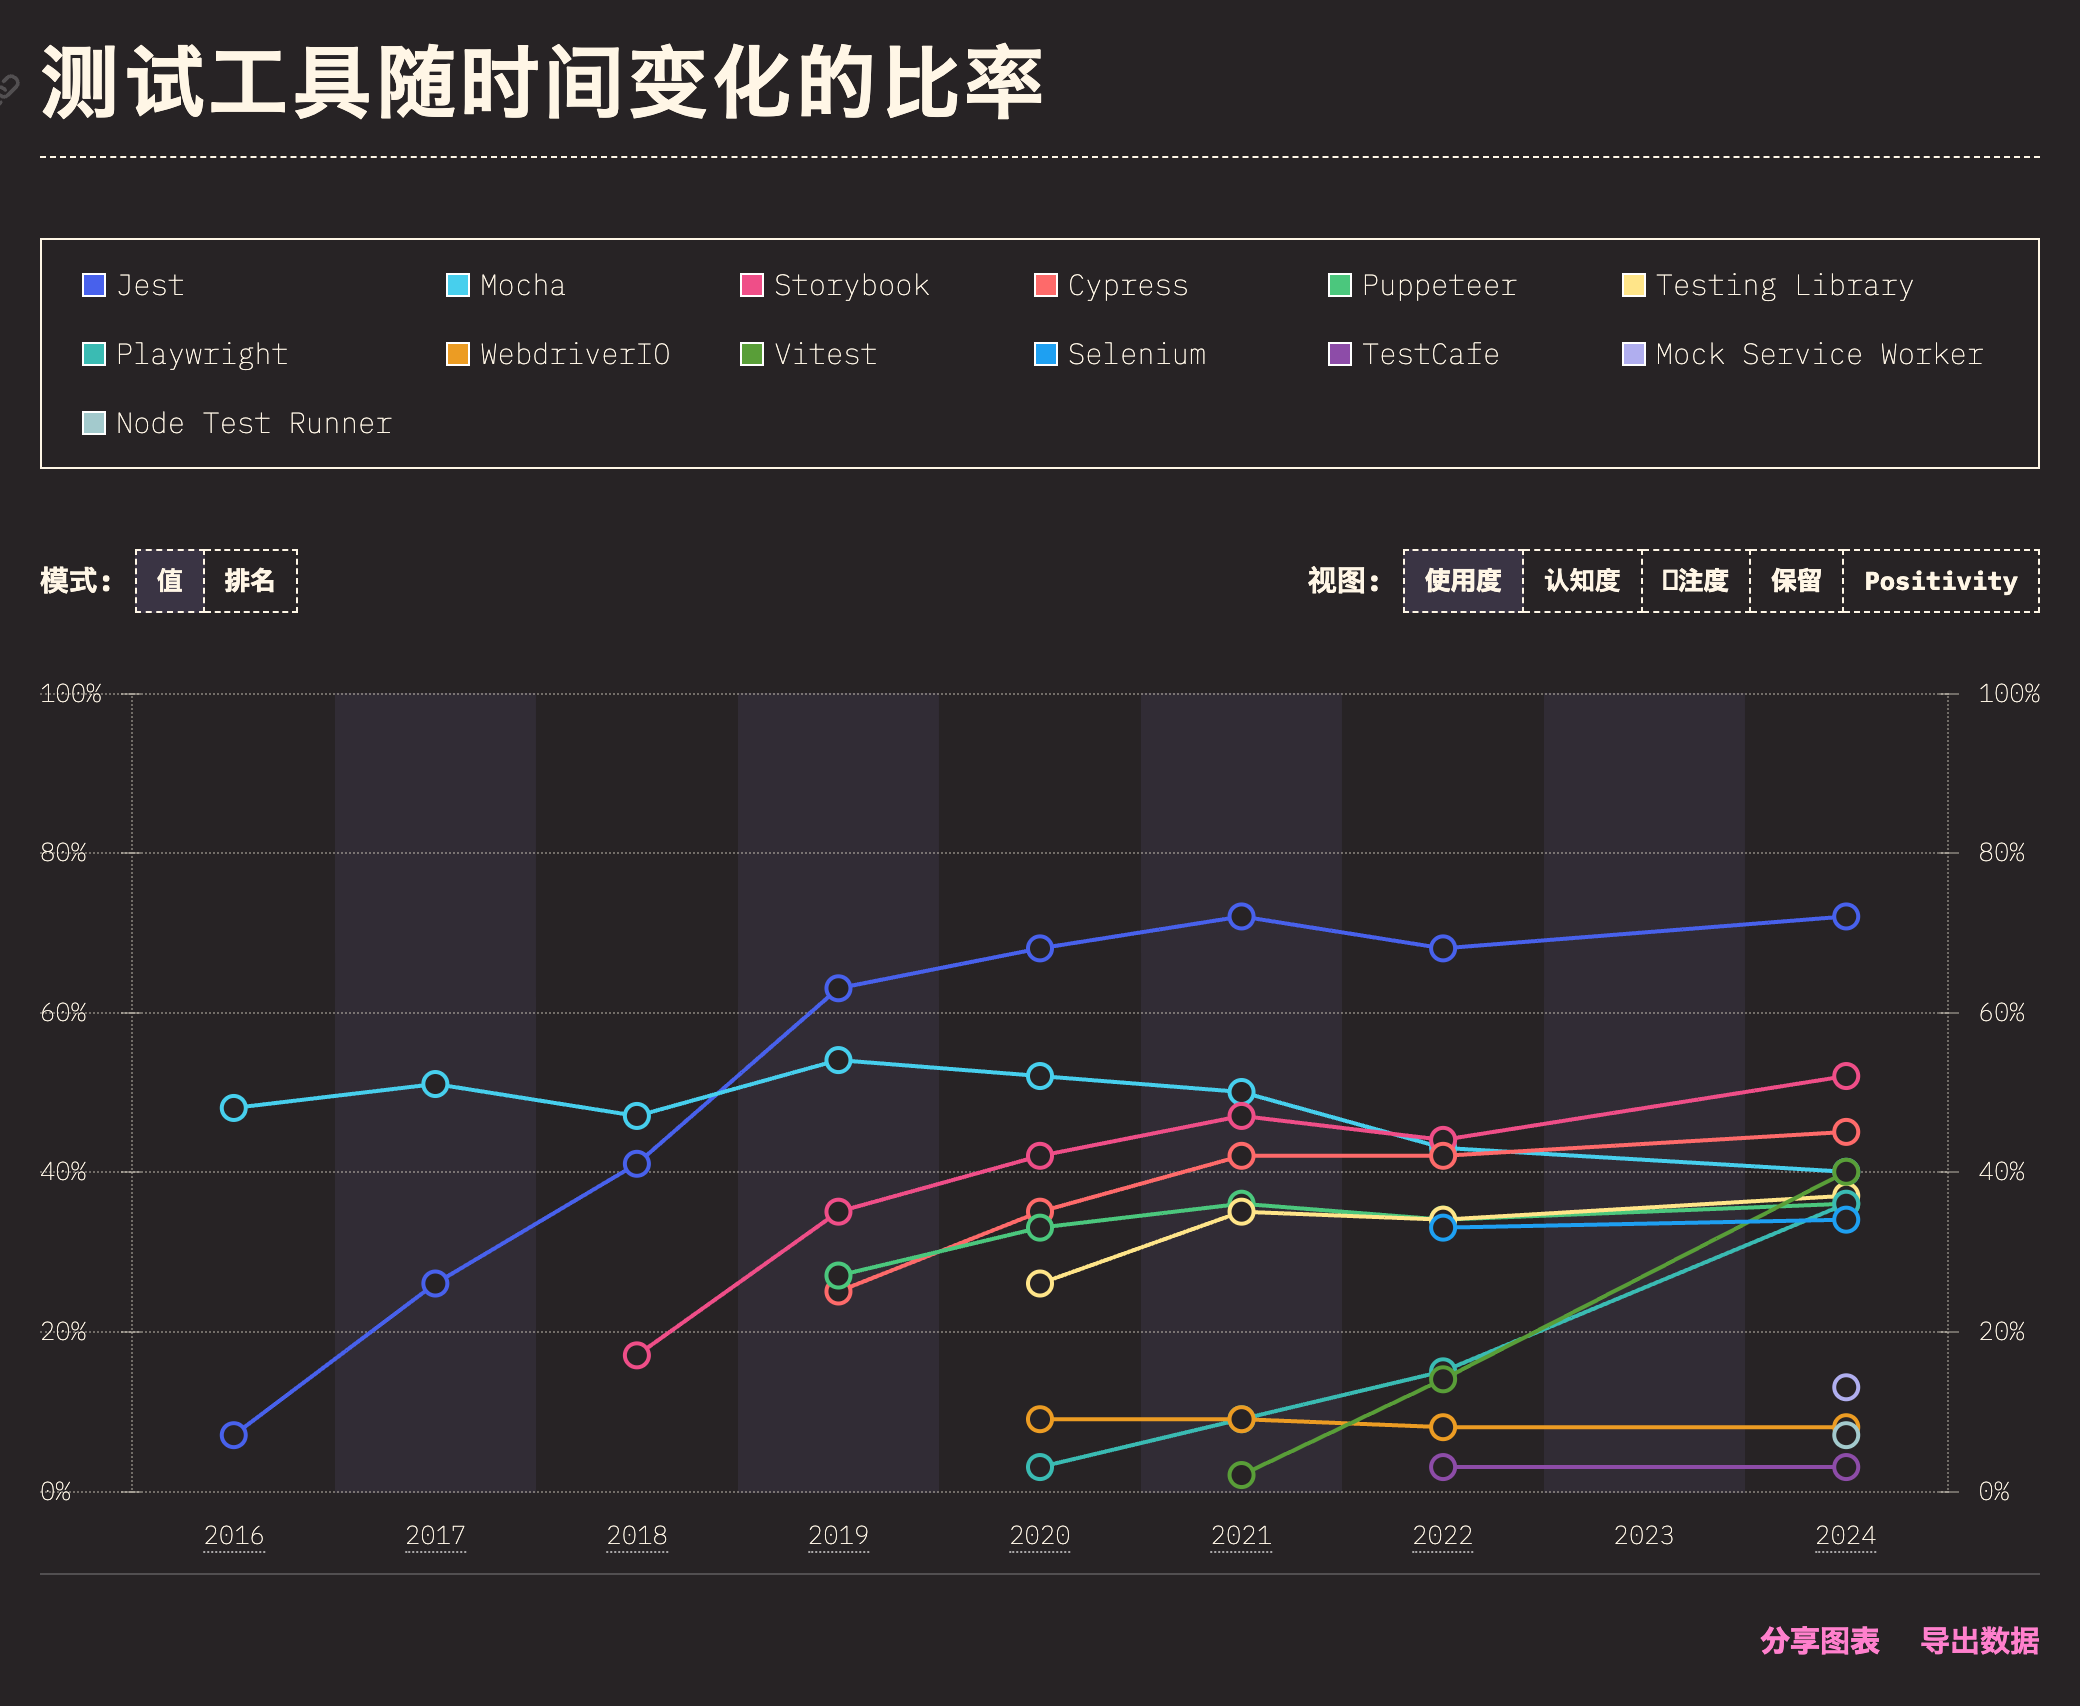 测试工具随时间变化的比率
Jest Mocha Storybook Cypress Puppeteer Testing Library
Playwright WebdriverIO Vitest Selenium TestCafe Mock Service Worker
Node Test Runner
模式: 值 排名 视图: 使用度 认知度 □注度 保留 Positivity
100% 100%
80% 80%
60% 60%
40% 40%
20% 20%
0% 0%
2016 2017 2018 2019 2020 2021 2022 2023 2024
分享图表 导出数据